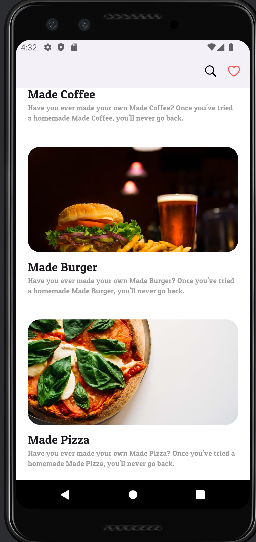 4:32
Made Coffee
Have you ever made your own Made Coffee? Once you've tried
a homemade Made Coffee, you'll never go back.
Made Burger
Have you ever made your own Made Burger? Once you've tried
a homemade Made Burger, you'll never go back.
Made Pizza
Have you ever made your own Made Pizza? Once you've tried a
homemade Made Pizza, you'll never go back.